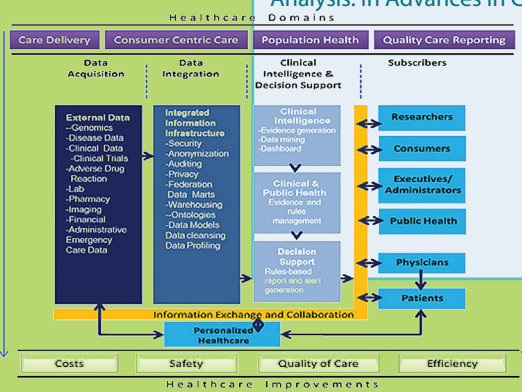 Analysis. In Advances in
Healthcare Domains
Care Delivery
Consumer Centric Care
Population Health
Quality Care Reporting
Data
Acquisition
Data
Integration
Clinical
Intelligence &
Decision Support
Subscribers
External Data
--Genomics
-Disease Data
-Clinical Data
-Clinical Trials
-Adverse Drug
Reaction
-Lab
-Pharmacy
-Imaging
-Financial
-Administrative
Emergency
Care Data
Integrated
Information
Infrastructure
-Security
-Anonymization
-Auditing
-Privacy
-Federation
Data Marts
-Warehousing
--Ontologies
-Data Models
Data cleansing
Data Profiling
Clinical
Intelligence
-Evidence generation
-Data mining
-Dashboard
Clinical &
Public Health
Evidence and
rules
management
Decision
Support
Rules-based
report and alert
generation
Researchers
Consumers
Executives/
Administrators
Public Health
Physicians
Patients
Information Exchange and Collaboration
Personalized
Healthcare
Costs
Safety
Quality of Care
Efficiency
Healthcare Improvements